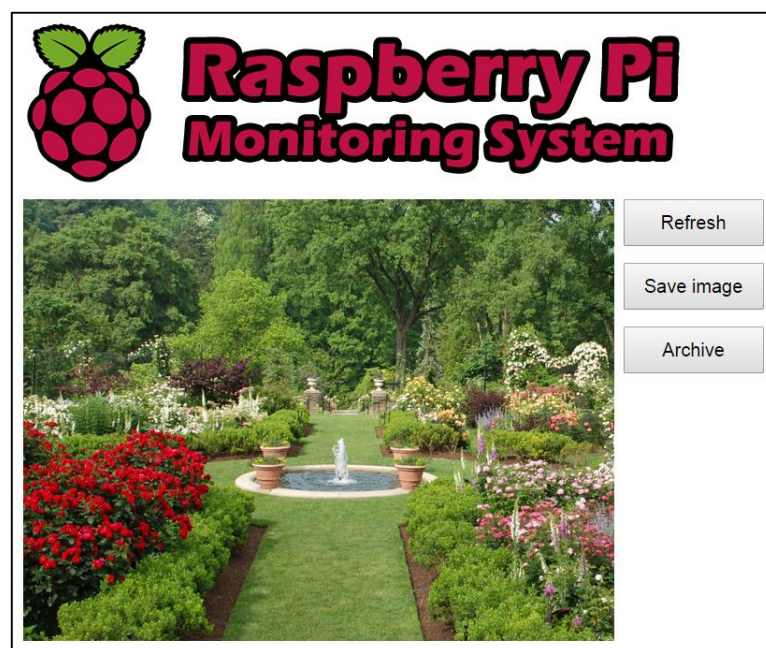 Raspberry Pi
Monitoring System
Refresh
Save image
Archive